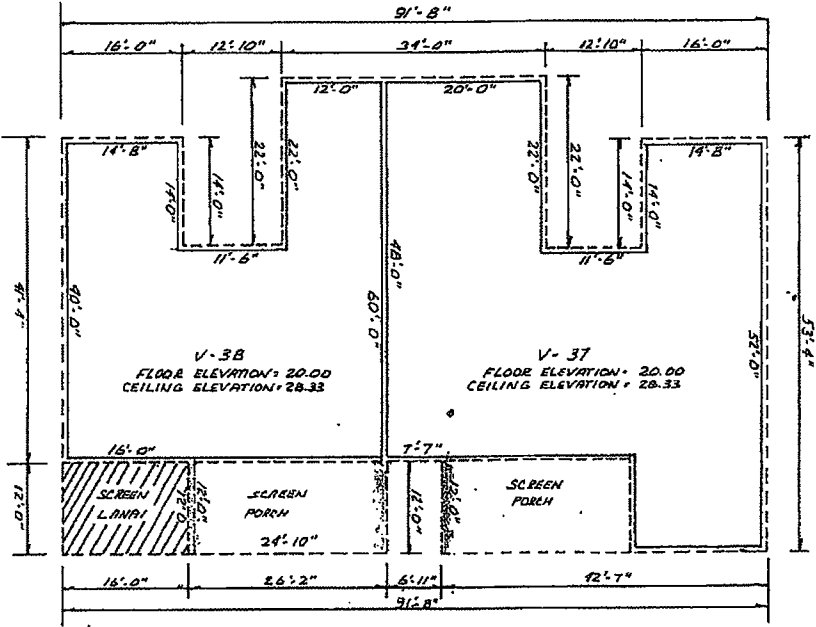 91'-8"
16'-0" 12'-10" 34'-0" 12'-10" 16'-0"
12'-0" 20'-0"
14'-8" 14'-8"
22'-0" 22'-0" 22'-0" 22'-0"
14'-0" 14'-0" 14'-0" 14'-0"
11'-6" 11'-6"
48'-0"
41'-4" 40'-0" 60'-0" 52'-0" 53'-4"
V-38
FLOOR ELEVATION= 20.00
CEILING ELEVATION= 28.33
V-37
FLOOR ELEVATION= 20.00
CEILING ELEVATION= 28.33
16'-0" 7'-7"
12'-0"
SCREEN
LANAI
12'-0" 12'-0"
SCREEN
PORCH
24'-10"
12'-0" 12'-0"
SCREEN
PORCH
16'-0" 26'-2" 6'-11" 42'-7"
91'-8"